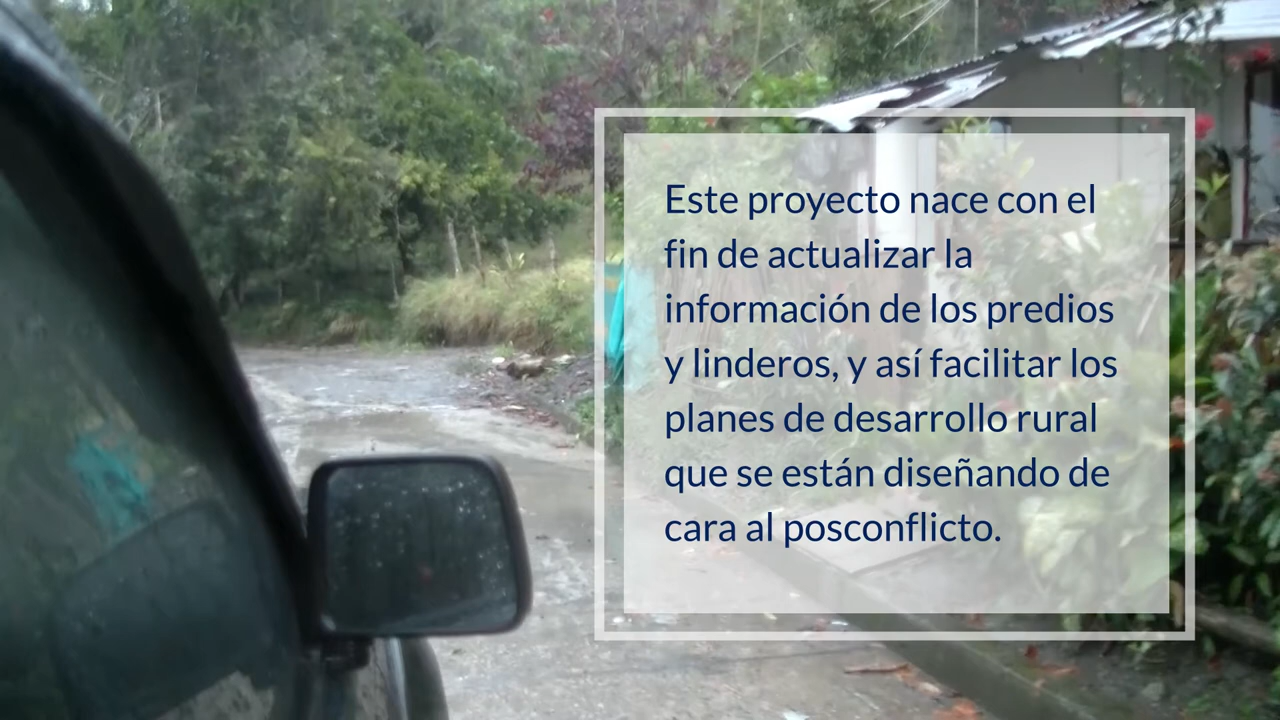 Este proyecto nace con el
fin de actualizar la
información de los predios
y linderos, y así facilitar los
planes de desarrollo rural
que se están diseñando de
cara al posconflicto.